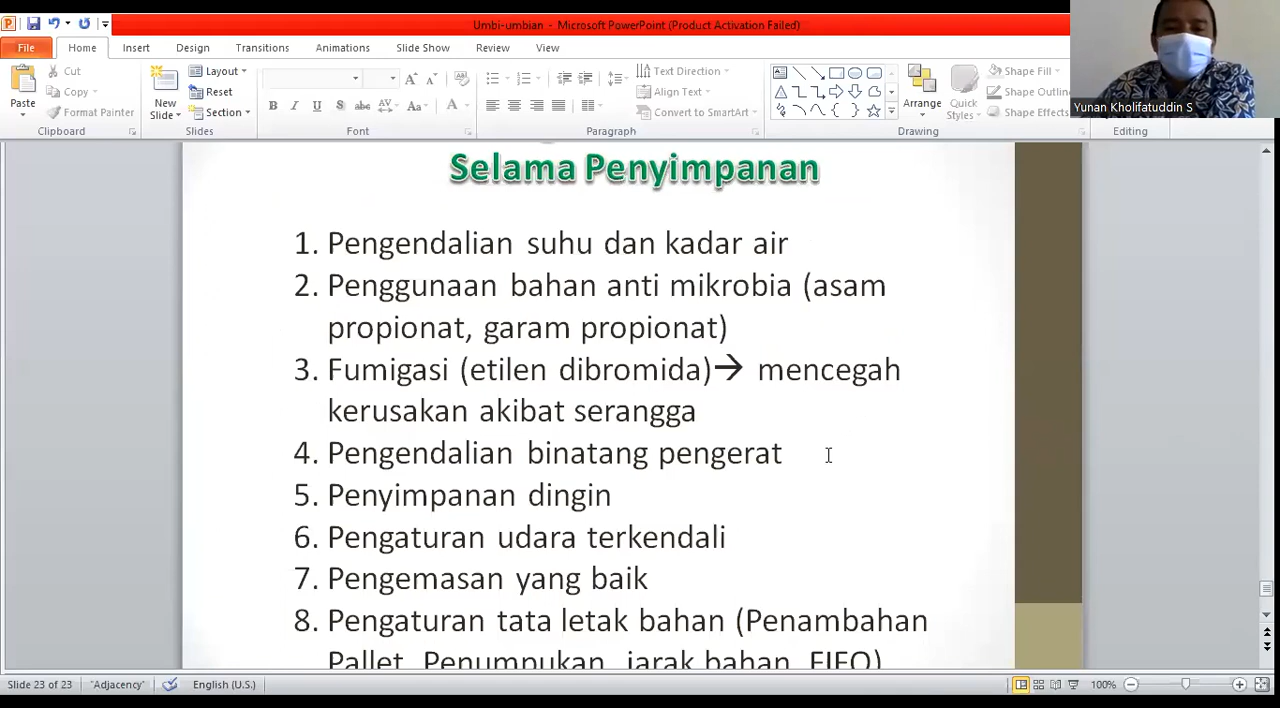 Umbi-umbian - Microsoft PowerPoint (Product Activation Failed)
File Home Insert Design Transitions Animations Slide Show Review View
Paste
Cut
Copy
Format Painter
Clipboard
New Slide
Layout
Reset
Section
Slides
Font
Paragraph
Text Direction
Align Text
Convert to SmartArt
Arrange
Quick Styles
Shape Fill
Shape Outline
Shape Effects
Drawing
Editing
Yunan Kholifatuddin S
Selama Penyimpanan
1. Pengendalian suhu dan kadar air
2. Penggunaan bahan anti mikrobia (asam
propionat, garam propionat)
3. Fumigasi (etilen dibromida)→ mencegah
kerusakan akibat serangga
4. Pengendalian binatang pengerat
5. Penyimpanan dingin
6. Pengaturan udara terkendali
7. Pengemasan yang baik
8. Pengaturan tata letak bahan (Penambahan
Pallet, Penumpukan, jarak bahan, FIFO)
Slide 23 of 23 "Adjacency" English (U.S.) 100%